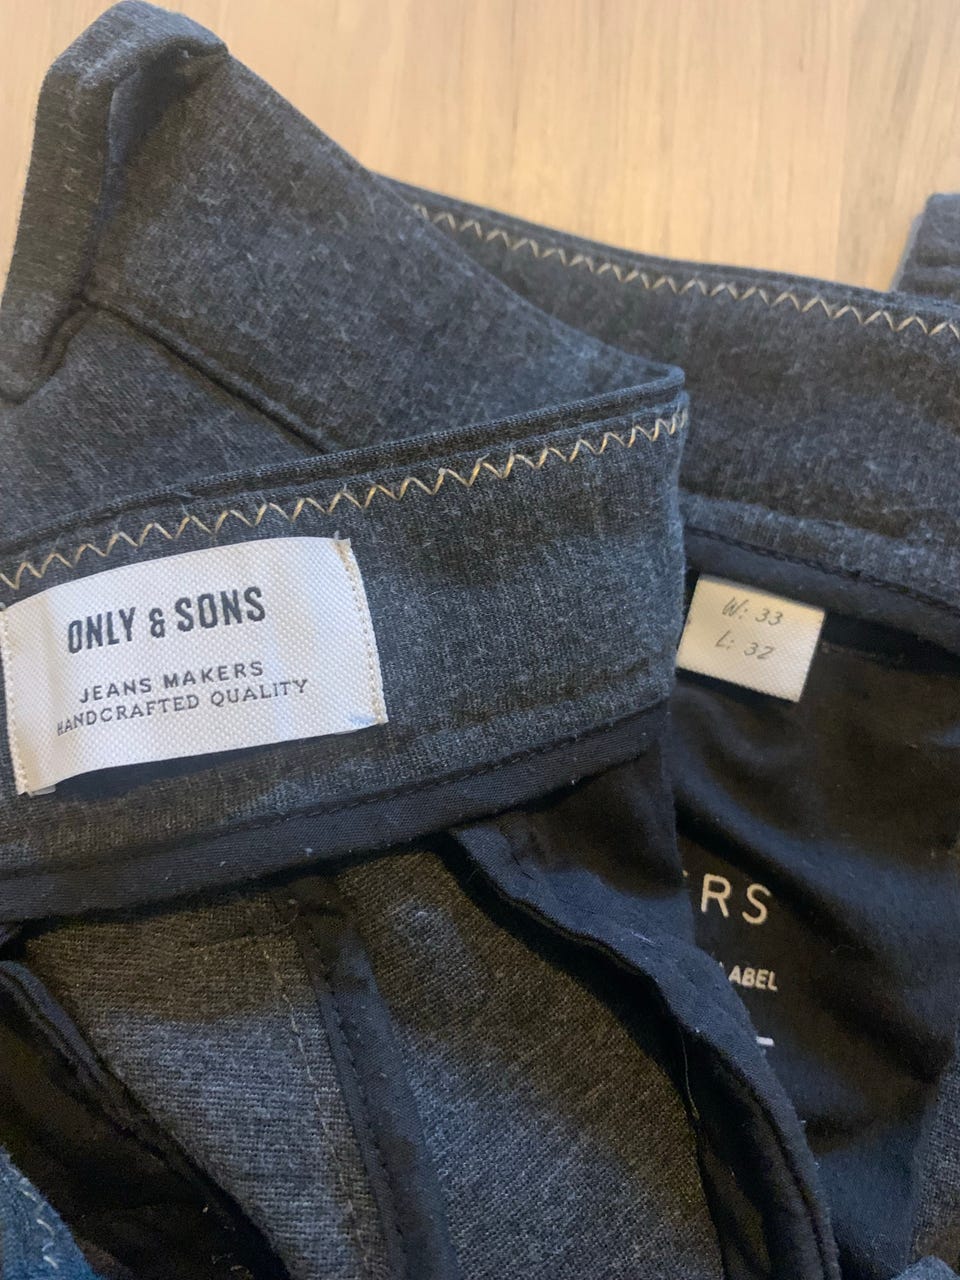 ONLY & SONS
JEANS MAKERS
HANDCRAFTED QUALITY
W: 33
L: 32
RS
LABEL